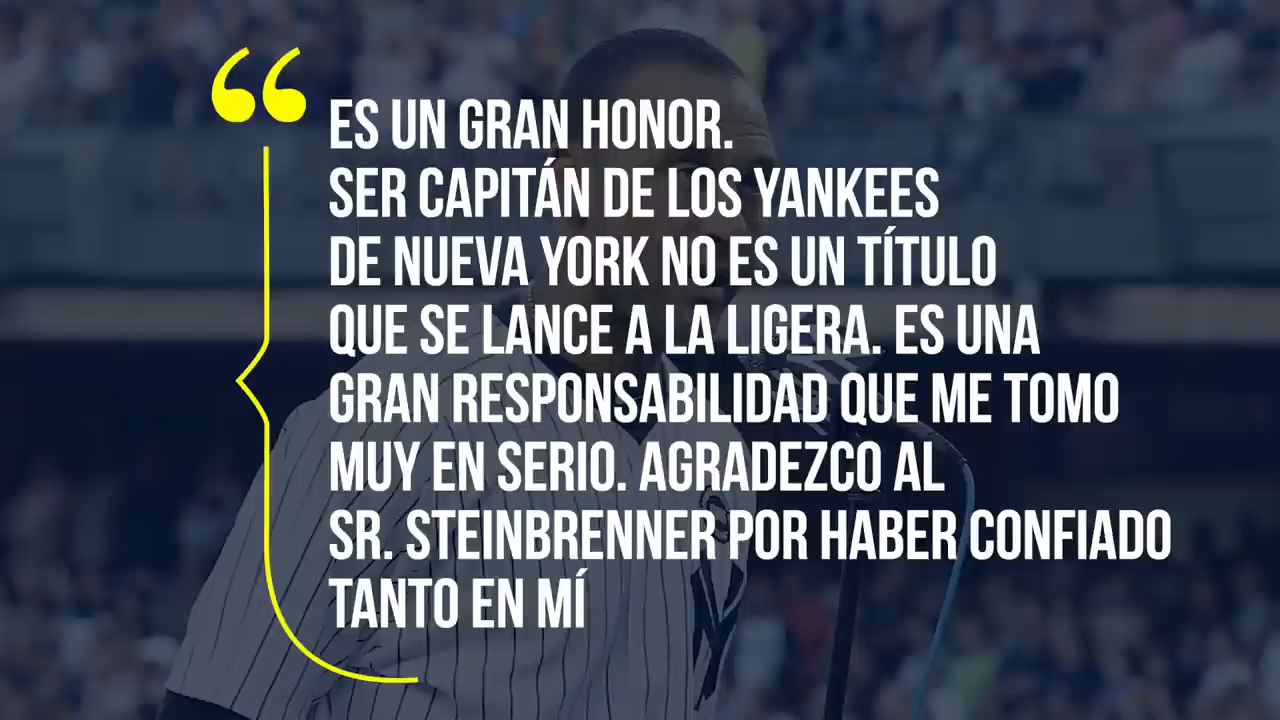 ES UN GRAN HONOR.
SER CAPITÁN DE LOS YANKEES
DE NUEVA YORK NO ES UN TÍTULO
QUE SE LANCE A LA LIGERA. ES UNA
GRAN RESPONSABILIDAD QUE ME TOMO
MUY EN SERIO. AGRADEZCO AL
SR. STEINBRENNER POR HABER CONFIADO
TANTO EN MÍ